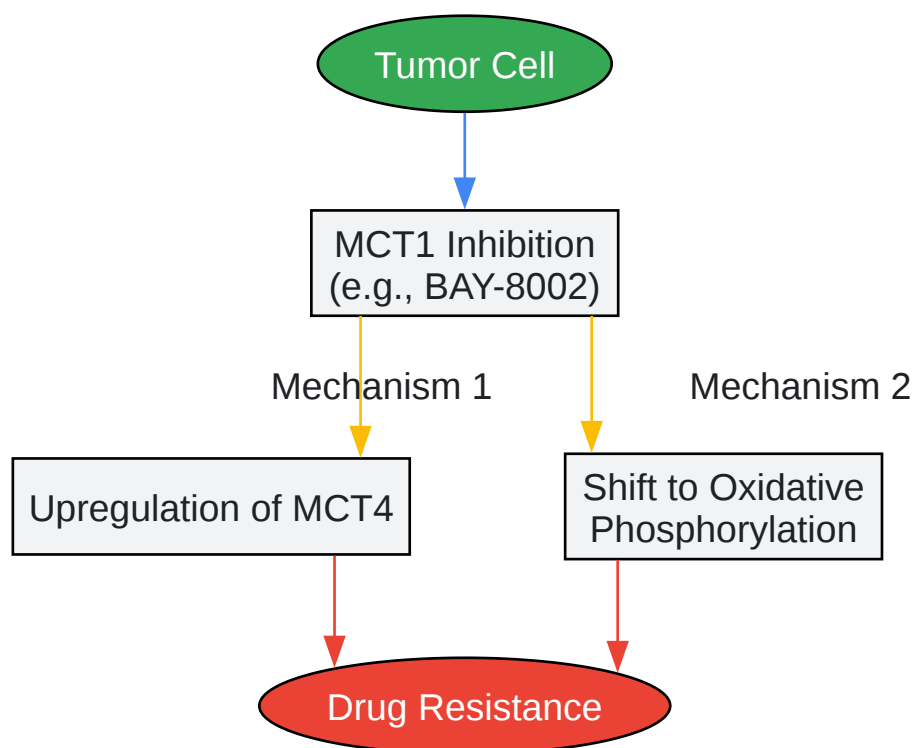 Tumor Cell
MCT1 Inhibition
(e.g., BAY-8002)
Mechanism 1
Mechanism 2
Upregulation of MCT4
Shift to Oxidative
Phosphorylation
Drug Resistance